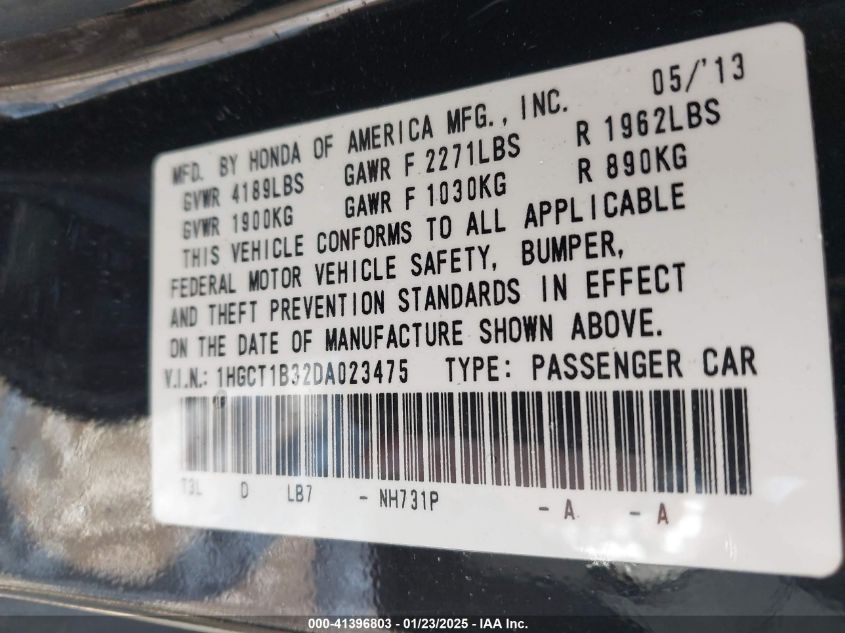 05/'13
MFD. BY HONDA OF AMERICA MFG., INC.
GVWR 4189LBS GAWR F 2271LBS R 1962LBS
GVWR 1900KG GAWR F 1030KG R 890KG
THIS VEHICLE CONFORMS TO ALL APPLICABLE
FEDERAL MOTOR VEHICLE SAFETY, BUMPER,
AND THEFT PREVENTION STANDARDS IN EFFECT
ON THE DATE OF MANUFACTURE SHOWN ABOVE.
V.I.N.: 1HGCT1B32DA023475 TYPE: PASSENGER CAR
T3L D LB7 - NH731P - A - A
000-41396803 - 01/23/2025 - IAA Inc.